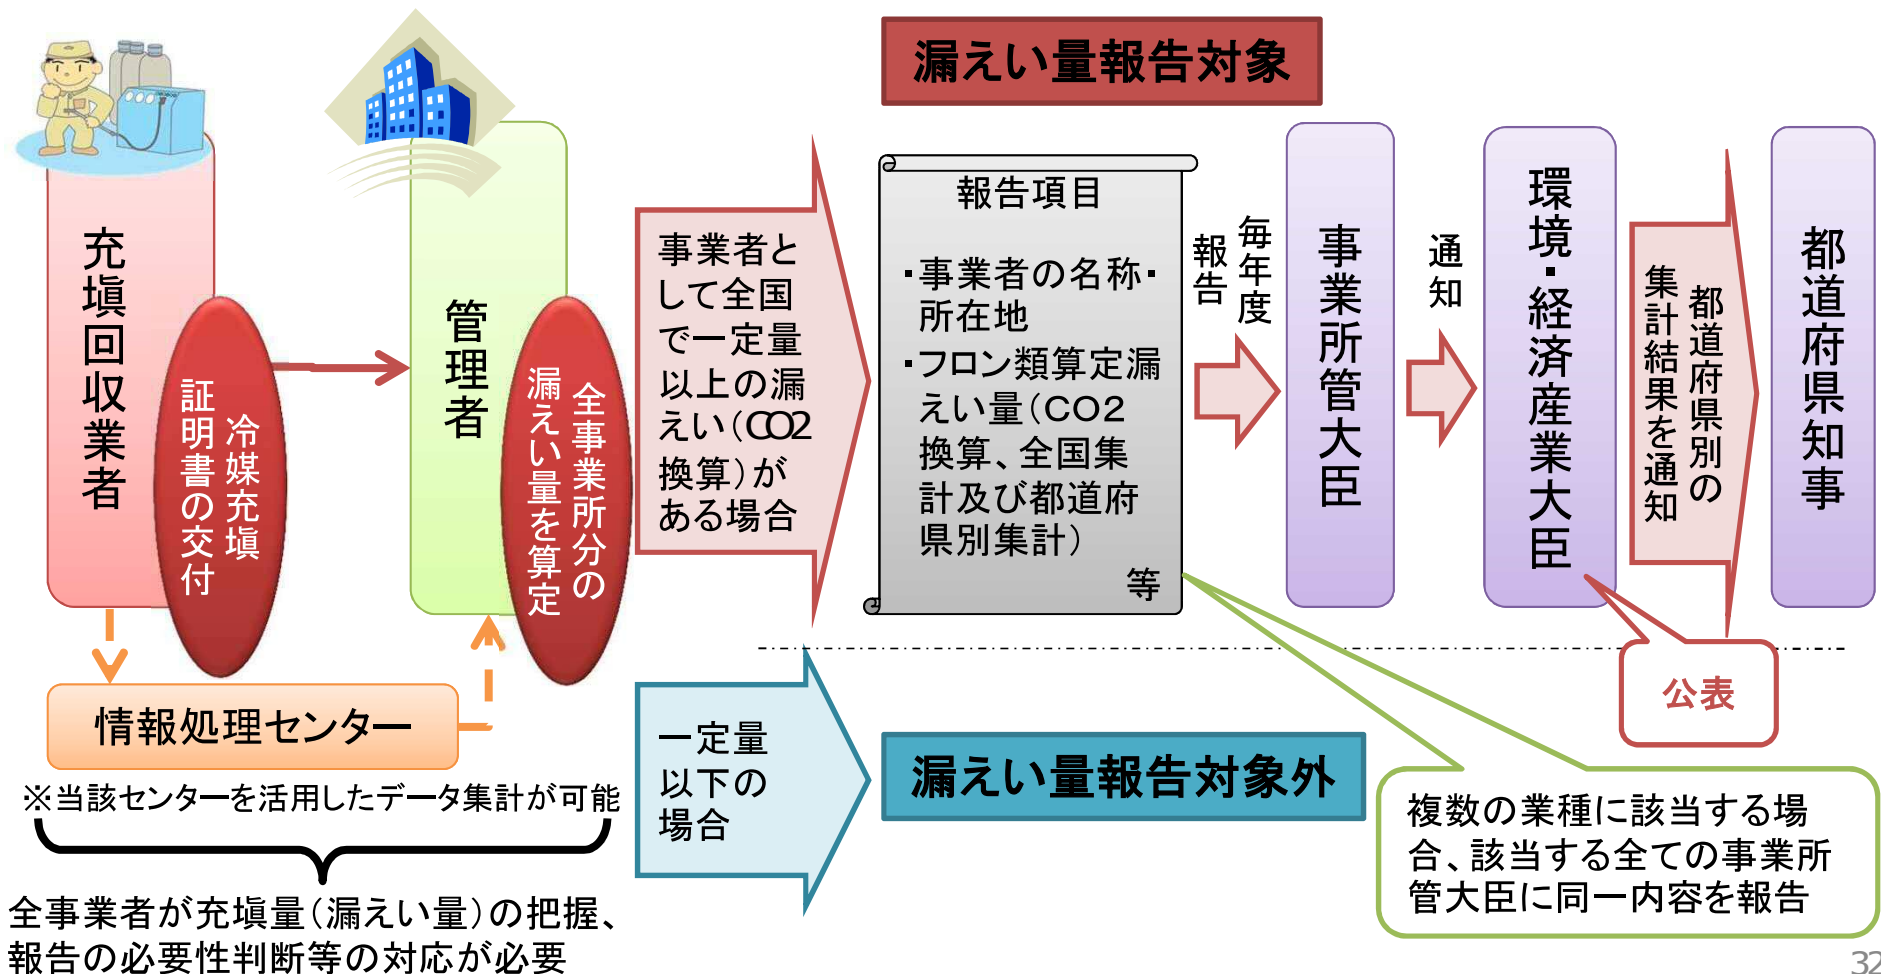 漏えい量報告対象
充塡回収業者
冷媒充塡
証明書の交付
管理者
全事業所分の
漏えい量を算定
事業者と
して全国
で一定量
以上の漏
えい(CO2
換算)が
ある場合
報告項目
・事業者の名称・
所在地
・フロン類算定漏
えい量(CO2
換算、全国集
計及び都道府
県別集計)
等
毎年度
報告
事業所管大臣
通知
環境・経済産業大臣
都道府県別の
集計結果を通知
都道府県知事
公表
情報処理センター
※当該センターを活用したデータ集計が可能
全事業者が充塡量(漏えい量)の把握、
報告の必要性判断等の対応が必要
一定量
以下の
場合
漏えい量報告対象外
複数の業種に該当する場
合、該当する全ての事業所
管大臣に同一内容を報告
32